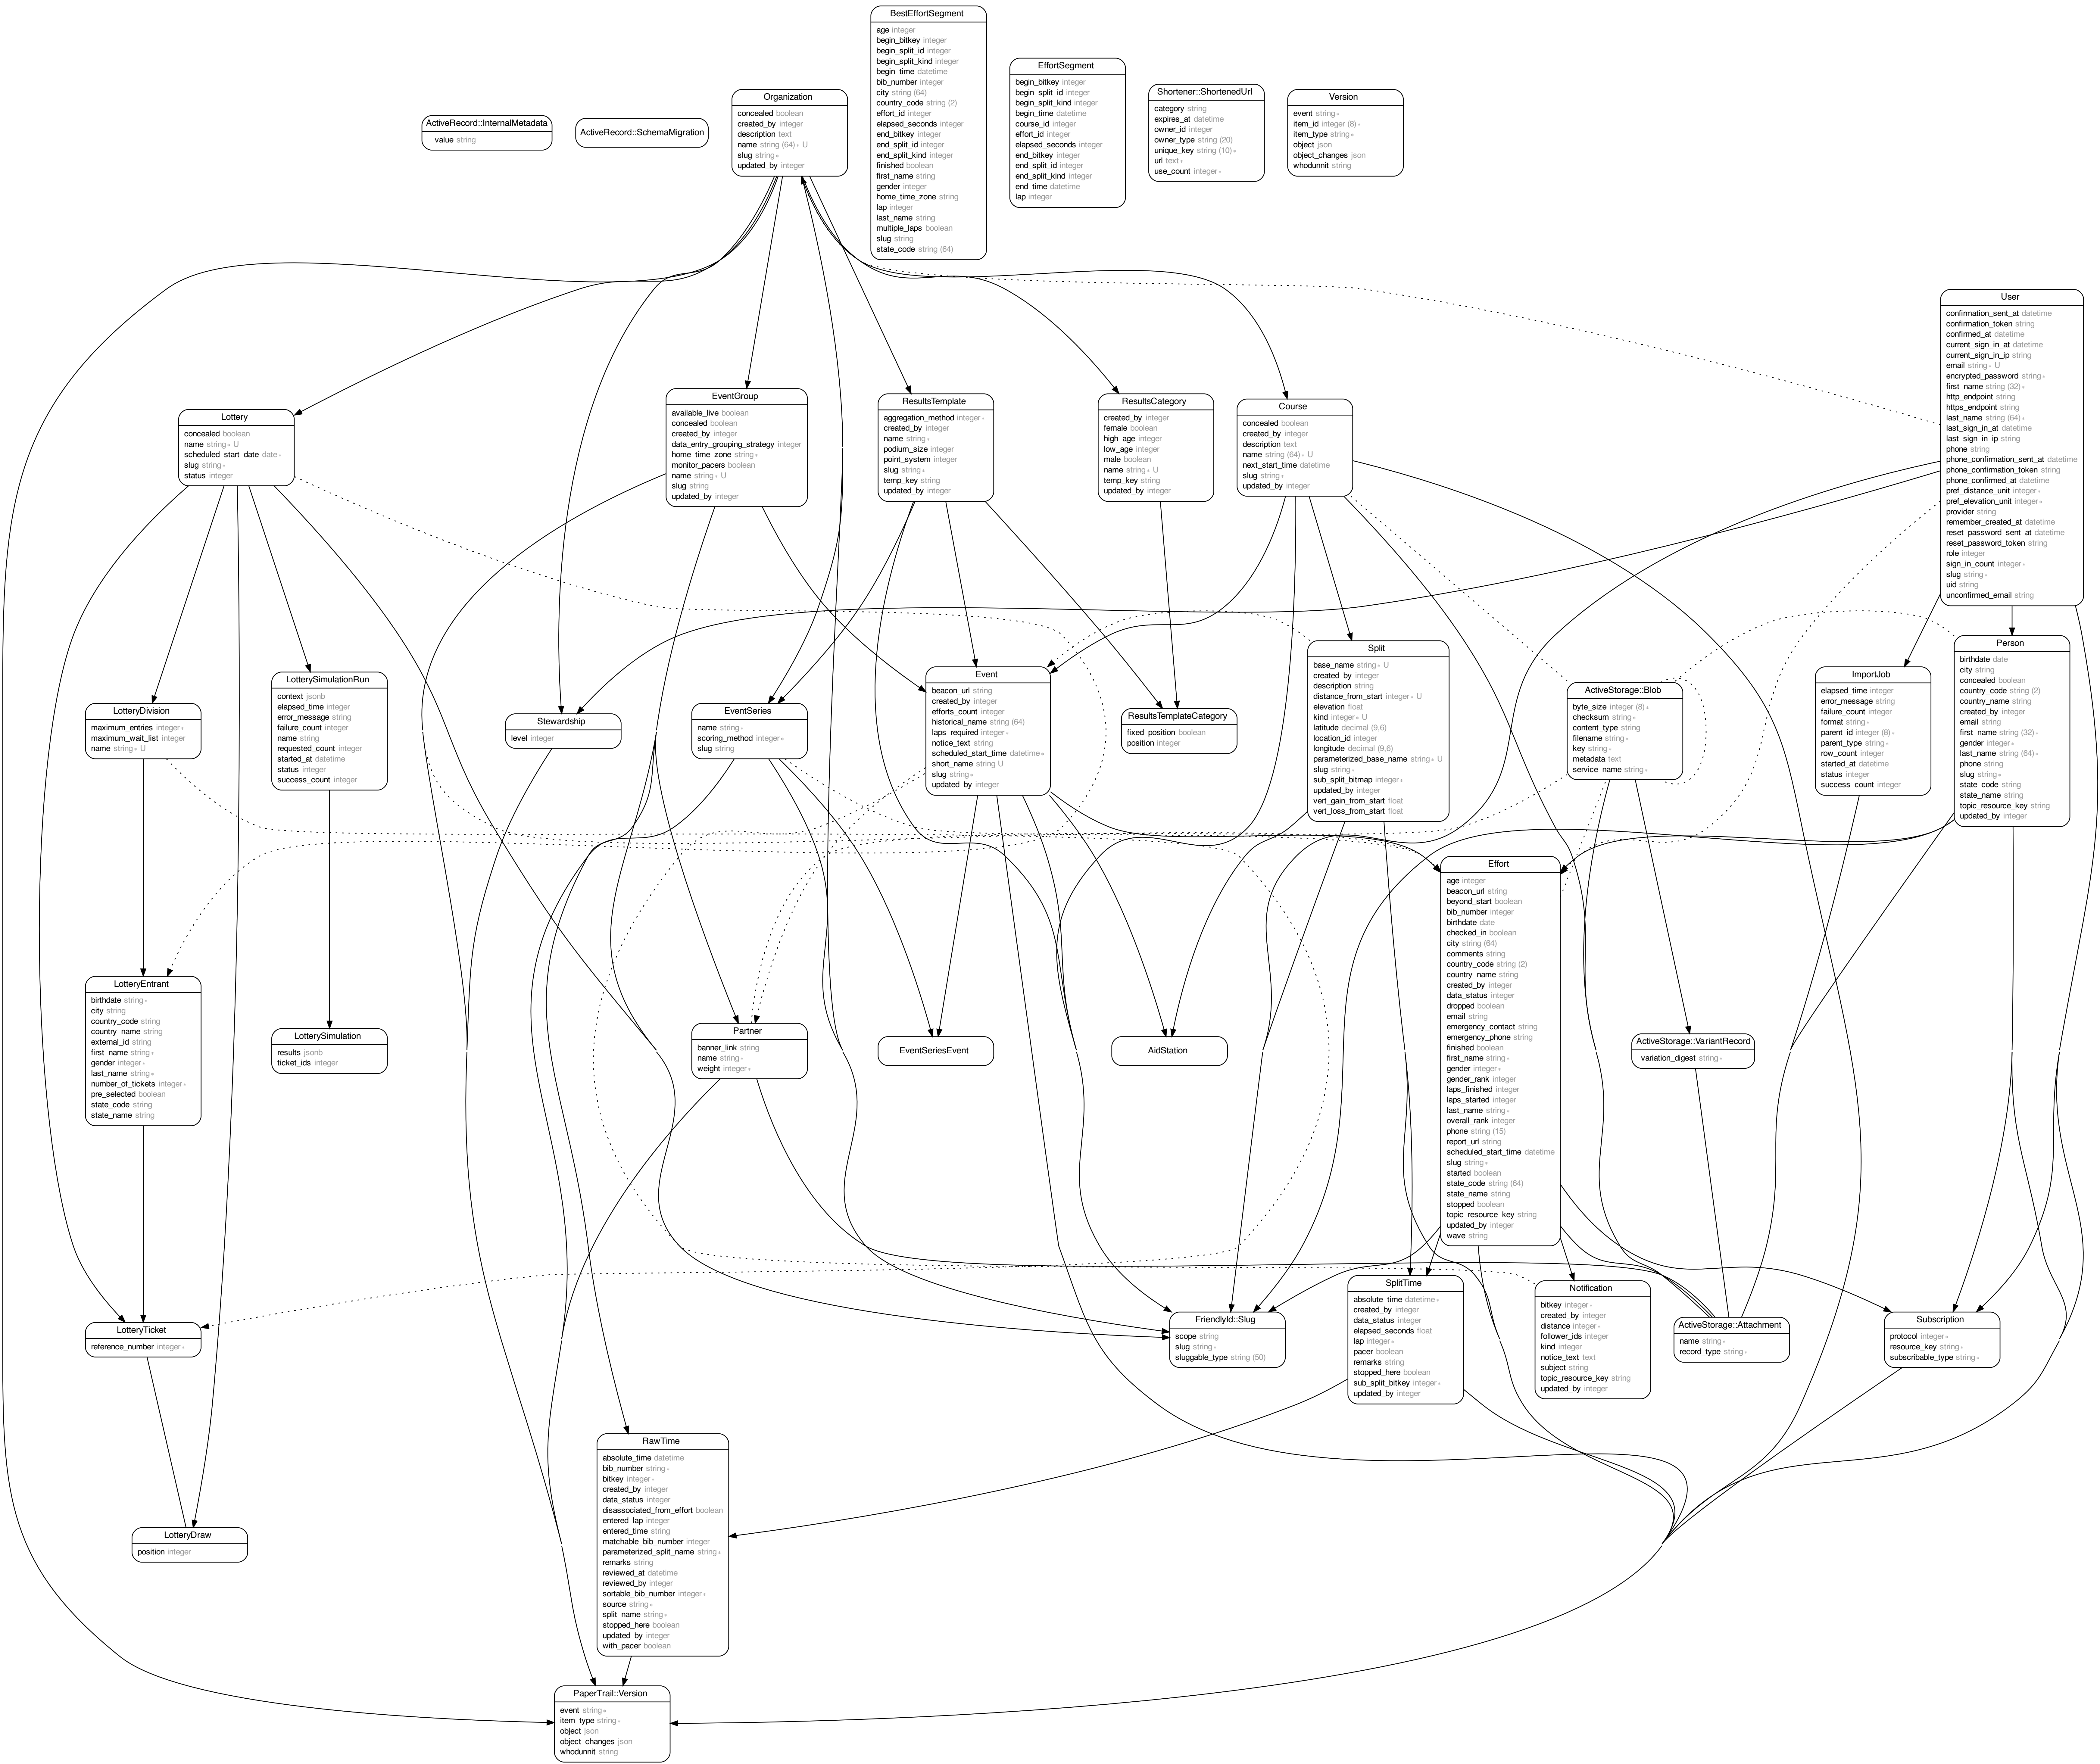 BestEffortSegment
age integer
begin_bitkey integer
begin_split_id integer
begin_split_kind integer
begin_time datetime
bib_number integer
city string (64)
country_code string (2)
effort_id integer
elapsed_seconds integer
end_bitkey integer
end_split_id integer
end_split_kind integer
finished boolean
first_name string
gender integer
home_time_zone string
lap integer
last_name string
multiple_laps boolean
slug string
state_code string (64)
EffortSegment
begin_bitkey integer
begin_split_id integer
begin_split_kind integer
begin_time datetime
course_id integer
effort_id integer
elapsed_seconds integer
end_bitkey integer
end_split_id integer
end_split_kind integer
end_time datetime
lap integer
Shortener::ShortenedUrl
category string
expires_at datetime
owner_id integer
owner_type string (20)
unique_key string (10) ∗
url text ∗
use_count integer ∗
Version
event string ∗
item_id integer (8) ∗
item_type string ∗
object json
object_changes json
whodunnit string
Organization
concealed boolean
created_by integer
description text
name string (64) ∗ U
slug string ∗
updated_by integer
ActiveRecord::InternalMetadata
value string
ActiveRecord::SchemaMigration
User
confirmation_sent_at datetime
confirmation_token string
confirmed_at datetime
current_sign_in_at datetime
current_sign_in_ip string
email string ∗ U
encrypted_password string ∗
first_name string (32) ∗
http_endpoint string
https_endpoint string
last_name string (64) ∗
last_sign_in_at datetime
last_sign_in_ip string
phone string
phone_confirmation_sent_at datetime
phone_confirmation_token string
phone_confirmed_at datetime
pref_distance_unit integer ∗
pref_elevation_unit integer ∗
provider string
remember_created_at datetime
reset_password_sent_at datetime
reset_password_token string
role integer
sign_in_count integer ∗
slug string ∗
uid string
unconfirmed_email string
Lottery
concealed boolean
name string ∗ U
scheduled_start_date date ∗
slug string ∗
status integer
EventGroup
available_live boolean
concealed boolean
created_by integer
data_entry_grouping_strategy integer
home_time_zone string ∗
monitor_pacers boolean
name string ∗ U
slug string
updated_by integer
ResultsTemplate
aggregation_method integer ∗
created_by integer
name string ∗
podium_size integer
point_system integer
slug string ∗
temp_key string
updated_by integer
ResultsCategory
created_by integer
female boolean
high_age integer
low_age integer
male boolean
name string ∗ U
temp_key string
updated_by integer
Course
concealed boolean
created_by integer
description text
name string (64) ∗ U
next_start_time datetime
slug string ∗
updated_by integer
Split
base_name string ∗ U
created_by integer
description string
distance_from_start integer ∗ U
elevation float
kind integer ∗ U
latitude decimal (9,6)
location_id integer
longitude decimal (9,6)
parameterized_base_name string ∗ U
slug string ∗
sub_split_bitmap integer ∗
updated_by integer
vert_gain_from_start float
vert_loss_from_start float
Person
birthdate date
city string
concealed boolean
country_code string (2)
country_name string
created_by integer
email string
first_name string (32) ∗
gender integer ∗
last_name string (64) ∗
phone string
slug string ∗
state_code string
state_name string
topic_resource_key string
updated_by integer
LotterySimulationRun
context jsonb
elapsed_time integer
error_message string
failure_count integer
name string
requested_count integer
started_at datetime
status integer
success_count integer
Event
beacon_url string
created_by integer
efforts_count integer
historical_name string (64)
laps_required integer ∗
notice_text string
scheduled_start_time datetime ∗
short_name string U
slug string ∗
updated_by integer
ImportJob
elapsed_time integer
error_message string
failure_count integer
format string ∗
parent_id integer (8) ∗
parent_type string ∗
row_count integer
started_at datetime
status integer
success_count integer
ActiveStorage::Blob
byte_size integer (8) ∗
checksum string ∗
content_type string
filename string ∗
key string ∗
metadata text
service_name string ∗
LotteryDivision
maximum_entries integer ∗
maximum_wait_list integer
name string ∗ U
Stewardship
level integer
EventSeries
name string ∗
scoring_method integer ∗
slug string
ResultsTemplateCategory
fixed_position boolean
position integer
Effort
age integer
beacon_url string
beyond_start boolean
bib_number integer
birthdate date
checked_in boolean
city string (64)
comments string
country_code string (2)
country_name string
created_by integer
data_status integer
dropped boolean
email string
emergency_contact string
emergency_phone string
finished boolean
first_name string ∗
gender integer ∗
gender_rank integer
laps_finished integer
laps_started integer
last_name string ∗
overall_rank integer
phone string (15)
report_url string
scheduled_start_time datetime
slug string ∗
started boolean
state_code string (64)
state_name string
stopped boolean
topic_resource_key string
updated_by integer
wave string
LotteryEntrant
birthdate string ∗
city string
country_code string
country_name string
external_id string
first_name string ∗
gender integer ∗
last_name string ∗
number_of_tickets integer ∗
pre_selected boolean
state_code string
state_name string
LotterySimulation
results jsonb
ticket_ids integer
Partner
banner_link string
name string ∗
weight integer ∗
EventSeriesEvent
AidStation
ActiveStorage::VariantRecord
variation_digest string ∗
SplitTime
absolute_time datetime ∗
created_by integer
data_status integer
elapsed_seconds float
lap integer ∗
pacer boolean
remarks string
stopped_here boolean
sub_split_bitkey integer ∗
updated_by integer
Notification
bitkey integer ∗
created_by integer
distance integer ∗
follower_ids integer
kind integer
notice_text text
subject string
topic_resource_key string
updated_by integer
LotteryTicket
reference_number integer ∗
FriendlyId::Slug
scope string
slug string ∗
sluggable_type string (50)
ActiveStorage::Attachment
name string ∗
record_type string ∗
Subscription
protocol integer ∗
resource_key string ∗
subscribable_type string ∗
RawTime
absolute_time datetime
bib_number string ∗
bitkey integer ∗
created_by integer
data_status integer
disassociated_from_effort boolean
entered_lap integer
entered_time string
matchable_bib_number integer
parameterized_split_name string ∗
remarks string
reviewed_at datetime
reviewed_by integer
sortable_bib_number integer ∗
source string ∗
split_name string ∗
stopped_here boolean
updated_by integer
with_pacer boolean
LotteryDraw
position integer
PaperTrail::Version
event string ∗
item_type string ∗
object json
object_changes json
whodunnit string